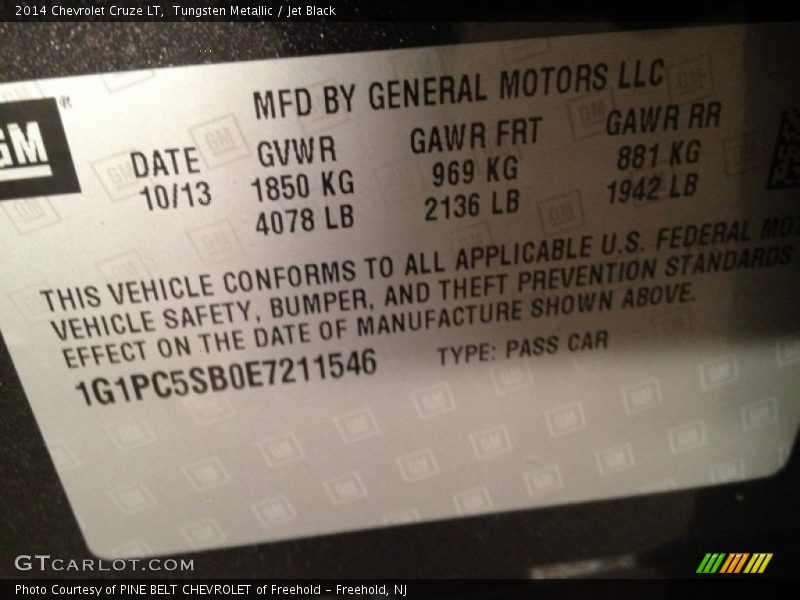 2014 Chevrolet Cruze LT, Tungsten Metallic / Jet Black
GM ®
MFD BY GENERAL MOTORS LLC
DATE GVWR GAWR FRT GAWR RR
10/13 1850 KG 969 KG 881 KG
4078 LB 2136 LB 1942 LB
THIS VEHICLE CONFORMS TO ALL APPLICABLE U.S. FEDERAL MOT
VEHICLE SAFETY, BUMPER, AND THEFT PREVENTION STANDARDS
EFFECT ON THE DATE OF MANUFACTURE SHOWN ABOVE.
1G1PC5SB0E7211546 TYPE: PASS CAR
GTCARLOT.COM
Photo Courtesy of PINE BELT CHEVROLET of Freehold - Freehold, NJ